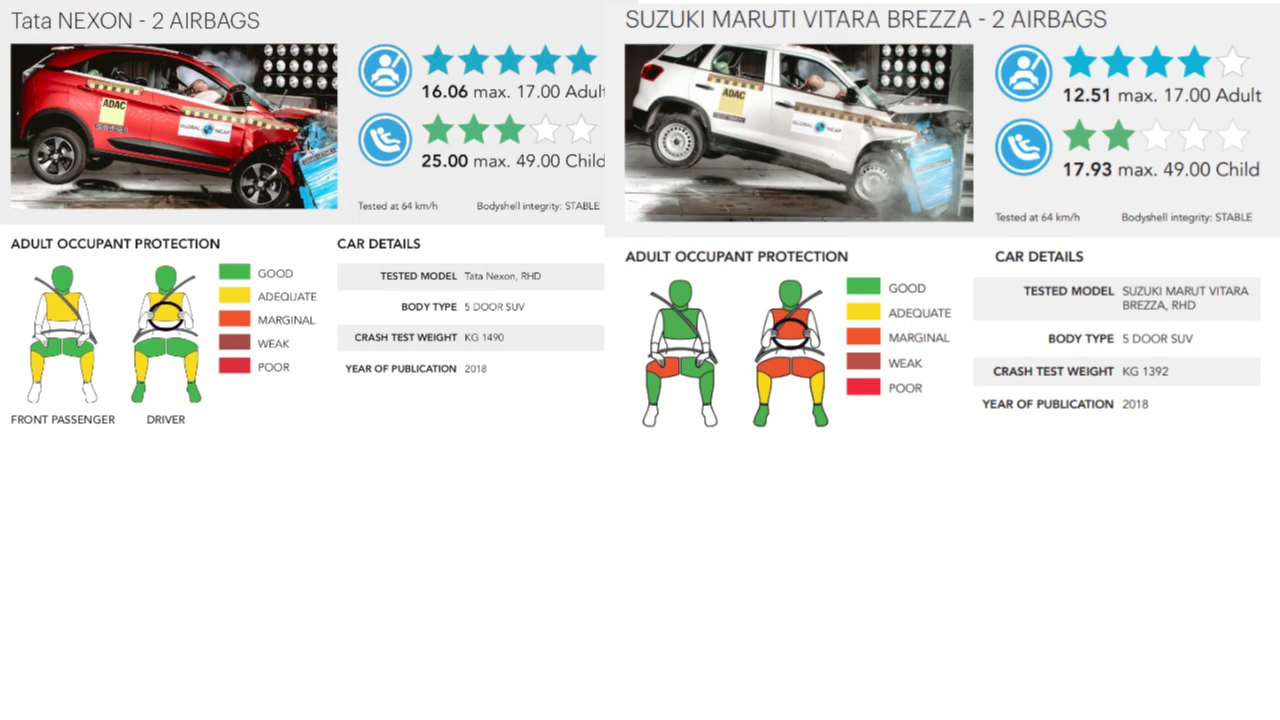 Tata NEXON - 2 AIRBAGS
16.06 max. 17.00 Adult
25.00 max. 49.00 Child
Tested at 64 km/h
Bodyshell integrity: STABLE
ADAC
GLOBAL NCAP
ADULT OCCUPANT PROTECTION
GOOD
ADEQUATE
MARGINAL
WEAK
POOR
FRONT PASSENGER
DRIVER
CAR DETAILS
TESTED MODEL Tata Nexon, RHD
BODY TYPE 5 DOOR SUV
CRASH TEST WEIGHT KG 1490
YEAR OF PUBLICATION 2018
SUZUKI MARUTI VITARA BREZZA - 2 AIRBAGS
12.51 max. 17.00 Adult
17.93 max. 49.00 Child
Tested at 64 km/h
Bodyshell integrity: STABLE
ADAC
GLOBAL NCAP
ADULT OCCUPANT PROTECTION
GOOD
ADEQUATE
MARGINAL
WEAK
POOR
CAR DETAILS
TESTED MODEL SUZUKI MARUT VITARA
BREZZA, RHD
BODY TYPE 5 DOOR SUV
CRASH TEST WEIGHT KG 1392
YEAR OF PUBLICATION 2018